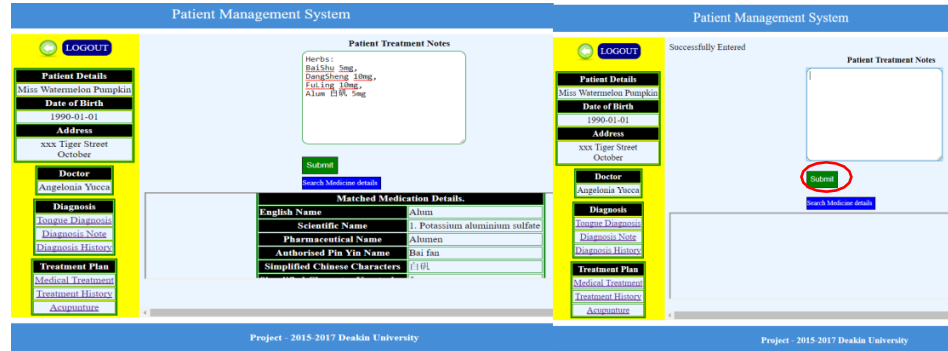 Patient Management System
LOGOUT
Patient Details
Miss Watermelon Pumpkin
Date of Birth
1990-01-01
Address
xxx Tiger Street
October
Doctor
Angelonia Yucca
Diagnosis
Tongue Diagnosis
Diagnosis Note
Diagnosis History
Treatment Plan
Medical Treatment
Treatment History
Acupuncture
Patient Treatment Notes
Herbs:
BaiShu 5mg,
DangSheng 10mg,
FuLing 10mg,
Alum 白矾 5mg
Submit
Search Medicine details
Matched Medication Details.
English Name Alum
Scientific Name 1. Potassium aluminium sulfate
Pharmaceutical Name Alumen
Authorised Pin Yin Name Bai fan
Simplified Chinese Characters 白矾
Project - 2015-2017 Deakin University
Patient Management System
LOGOUT
Patient Details
Miss Watermelon Pumpkin
Date of Birth
1990-01-01
Address
xxx Tiger Street
October
Doctor
Angelonia Yucca
Diagnosis
Tongue Diagnosis
Diagnosis Note
Diagnosis History
Treatment Plan
Medical Treatment
Treatment History
Acupuncture
Successfully Entered
Patient Treatment Notes
Submit
Search Medicine details
Project - 2015-2017 Deakin University